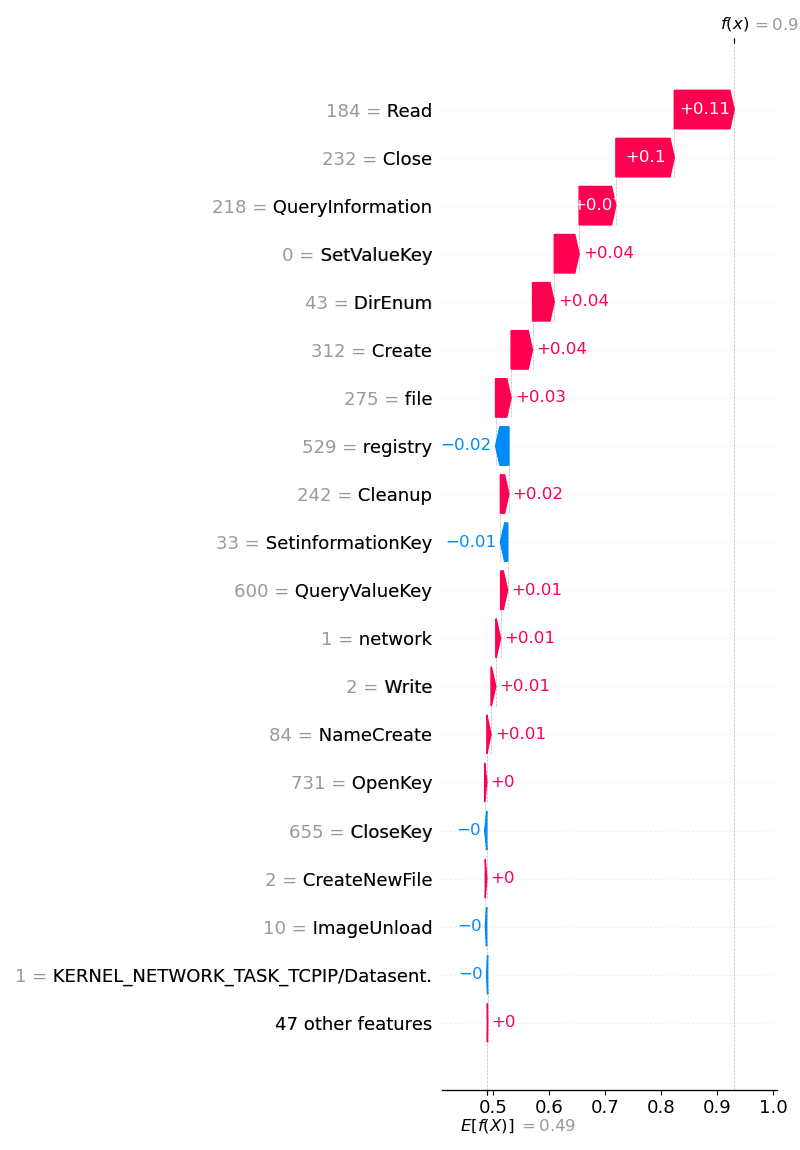 f(x) = 0.9
184 = Read +0.11
232 = Close +0.1
218 = QueryInformation +0.0
0 = SetValueKey +0.04
43 = DirEnum +0.04
312 = Create +0.04
275 = file +0.03
529 = registry −0.02
242 = Cleanup +0.02
33 = SetinformationKey −0.01
600 = QueryValueKey +0.01
1 = network +0.01
2 = Write +0.01
84 = NameCreate +0.01
731 = OpenKey +0
655 = CloseKey −0
2 = CreateNewFile +0
10 = ImageUnload −0
1 = KERNEL_NETWORK_TASK_TCPIP/Datasent. −0
47 other features +0
0.5 0.6 0.7 0.8 0.9 1.0
E[f(X)] = 0.49